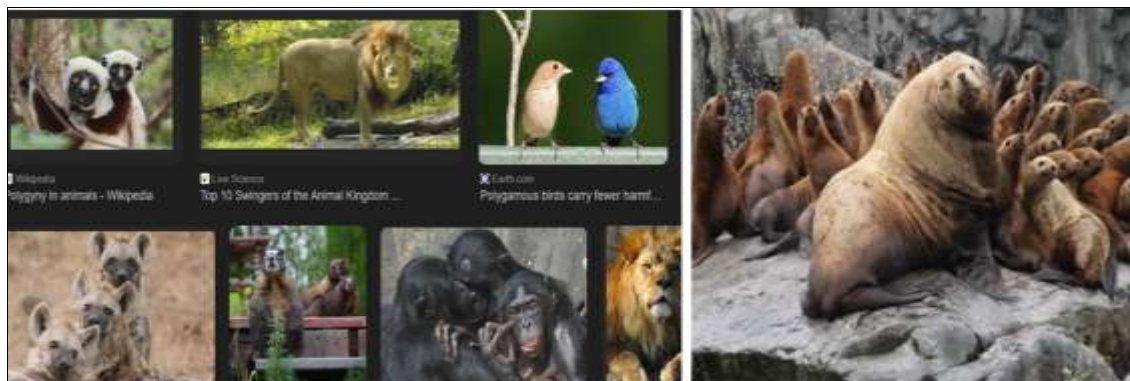 Wikipedia
Polygyny in animals - Wikipedia
Live Science
Top 10 Swingers of the Animal Kingdom ...
Earth.com
Polygamous birds carry fewer harmf...